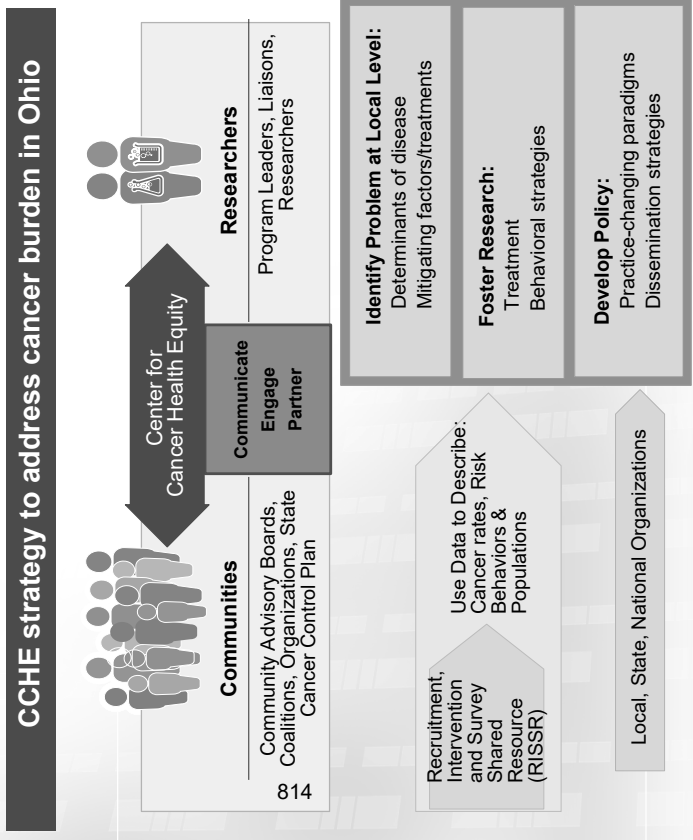 CCHE strategy to address cancer burden in Ohio
Center for
Cancer Health Equity
Communities
Community Advisory Boards,
Coalitions, Organizations, State
Cancer Control Plan
Communicate
Engage
Partner
Researchers
Program Leaders, Liaisons,
Researchers
814
Recruitment,
Intervention
and Survey
Shared
Resource
(RISSR)
Use Data to Describe:
Cancer rates, Risk
Behaviors &
Populations
Local, State, National Organizations
Identify Problem at Local Level:
Determinants of disease
Mitigating factors/treatments
Foster Research:
Treatment
Behavioral strategies
Develop Policy:
Practice-changing paradigms
Dissemination strategies